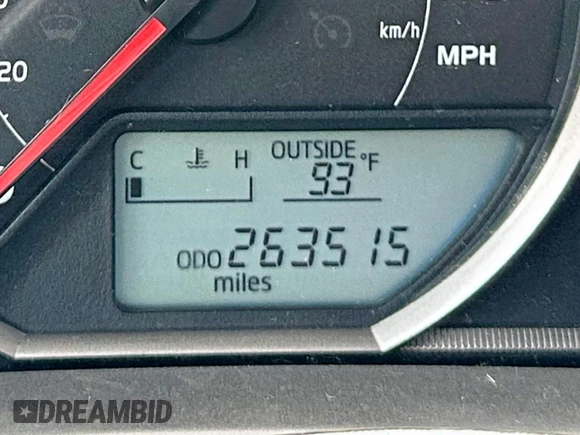 km/h
MPH
20
C H OUTSIDE
93 °F
ODO 263515
miles
DREAMBID